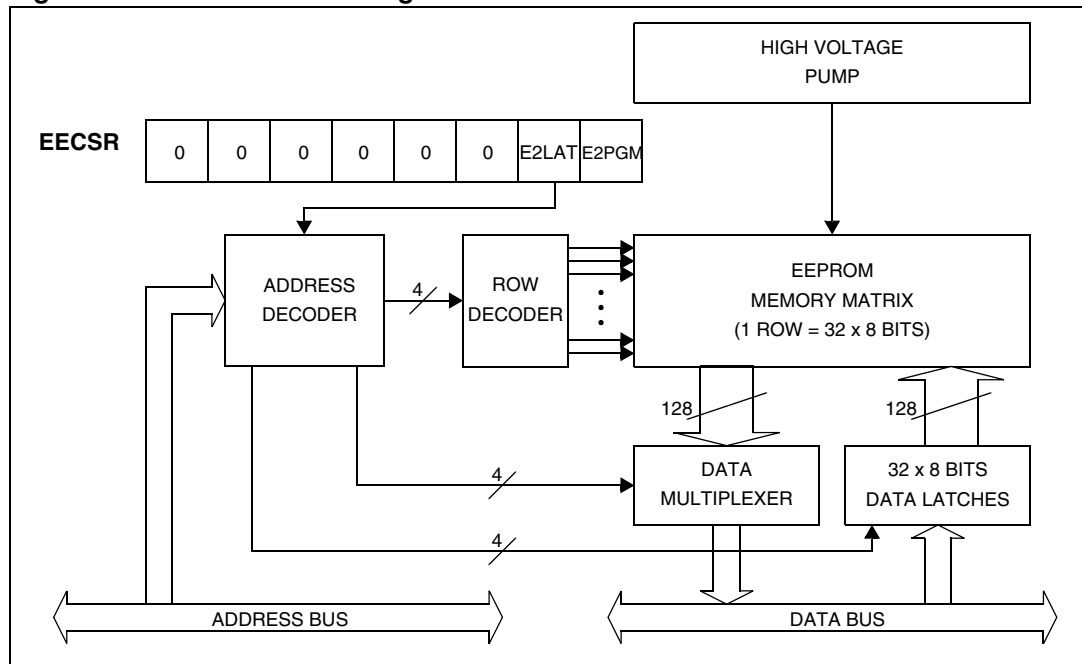 HIGH VOLTAGE
PUMP
EECSR
0 0 0 0 0 0 E2LAT E2PGM
ADDRESS
DECODER
4
ROW
DECODER
EEPROM
MEMORY MATRIX
(1 ROW = 32 x 8 BITS)
128
128
4
DATA
MULTIPLEXER
32 x 8 BITS
DATA LATCHES
4
ADDRESS BUS
DATA BUS